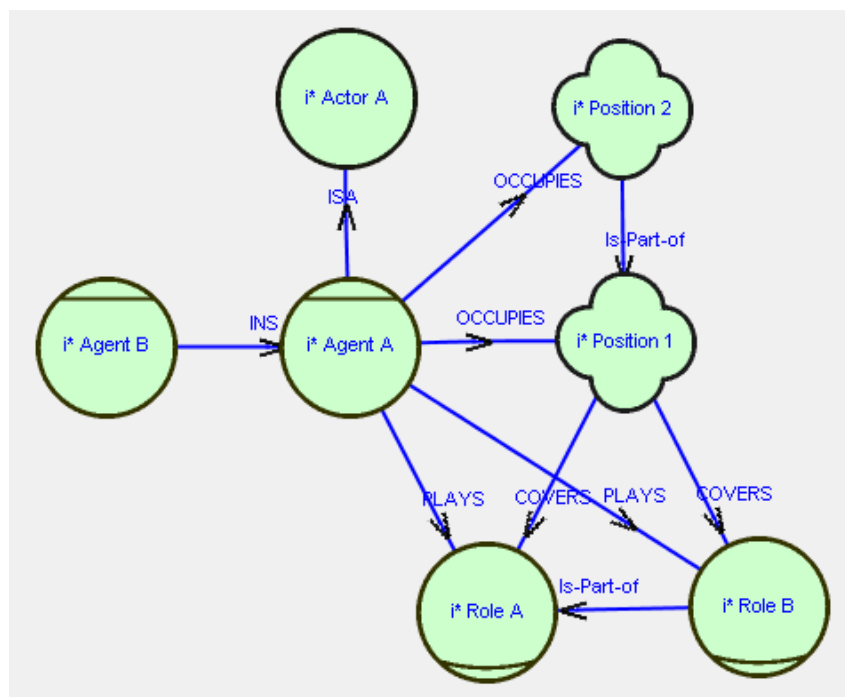 i* Actor A
i* Position 2
OCCUPIES
ISA
Is-Part-of
INS
OCCUPIES
i* Agent B
i* Agent A
i* Position 1
PLAYS
COVERS
PLAYS
COVERS
Is-Part-of
i* Role A
i* Role B